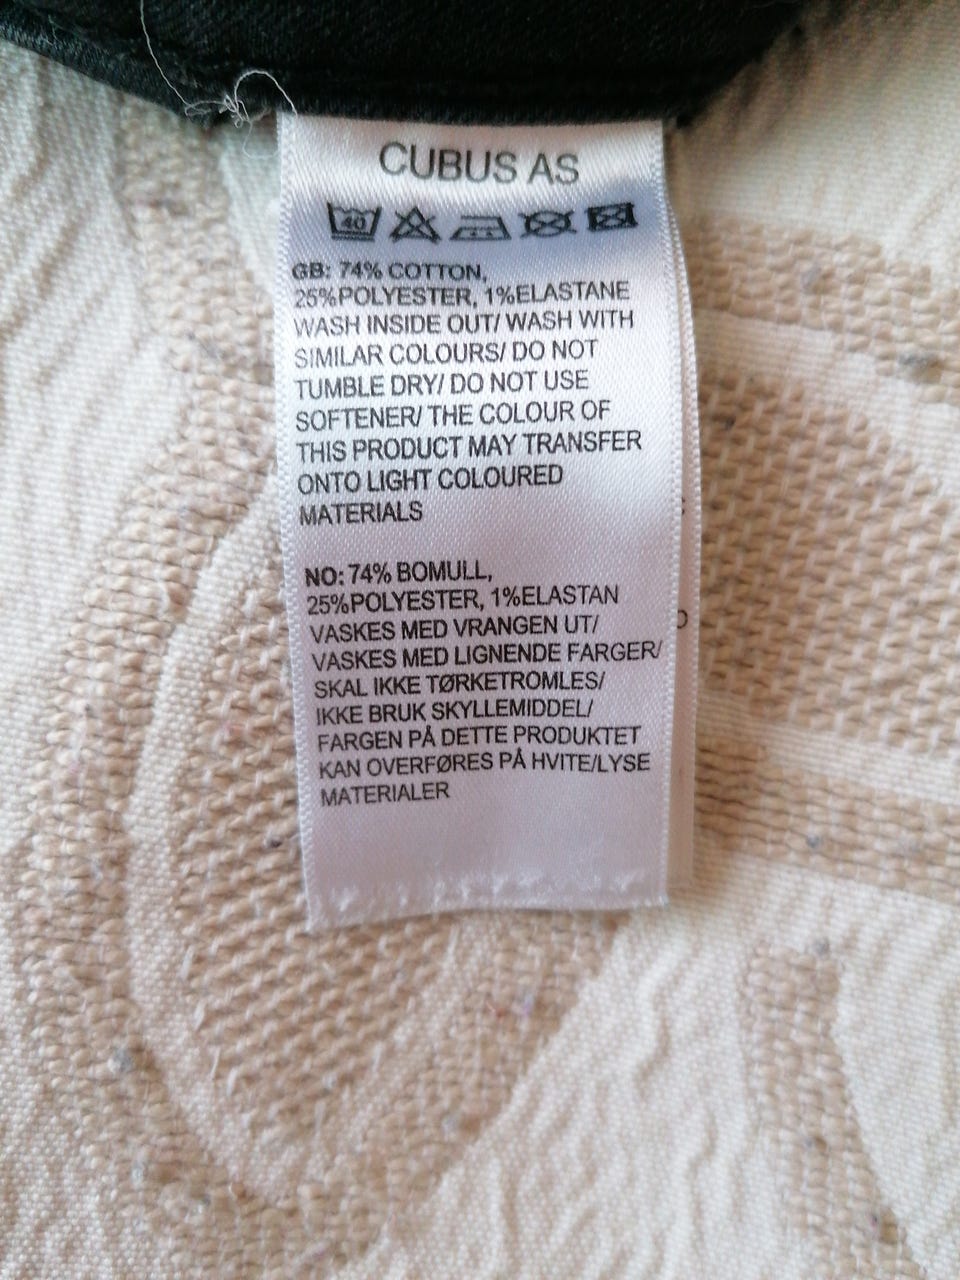 CUBUS AS
40
GB: 74% COTTON,
25%POLYESTER, 1%ELASTANE
WASH INSIDE OUT/ WASH WITH
SIMILAR COLOURS/ DO NOT
TUMBLE DRY/ DO NOT USE
SOFTENER/ THE COLOUR OF
THIS PRODUCT MAY TRANSFER
ONTO LIGHT COLOURED
MATERIALS
NO: 74% BOMULL,
25%POLYESTER, 1%ELASTAN
VASKES MED VRANGEN UT/
VASKES MED LIGNENDE FARGER/
SKAL IKKE TØRKETROMLES/
IKKE BRUK SKYLLEMIDDEL/
FARGEN PÅ DETTE PRODUKTET
KAN OVERFØRES PÅ HVITE/LYSE
MATERIALER